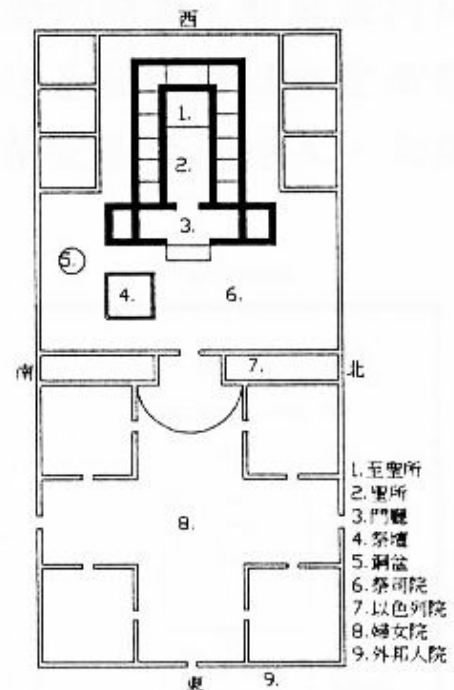 西
1.
2.
3.
5.
4.
6.
南
7.
北
8.
1.至聖所
2.聖所
3.門廳
4.祭壇
5.銅盆
6.祭司院
7.以色列院
8.婦女院
9.外邦人院
東
9.